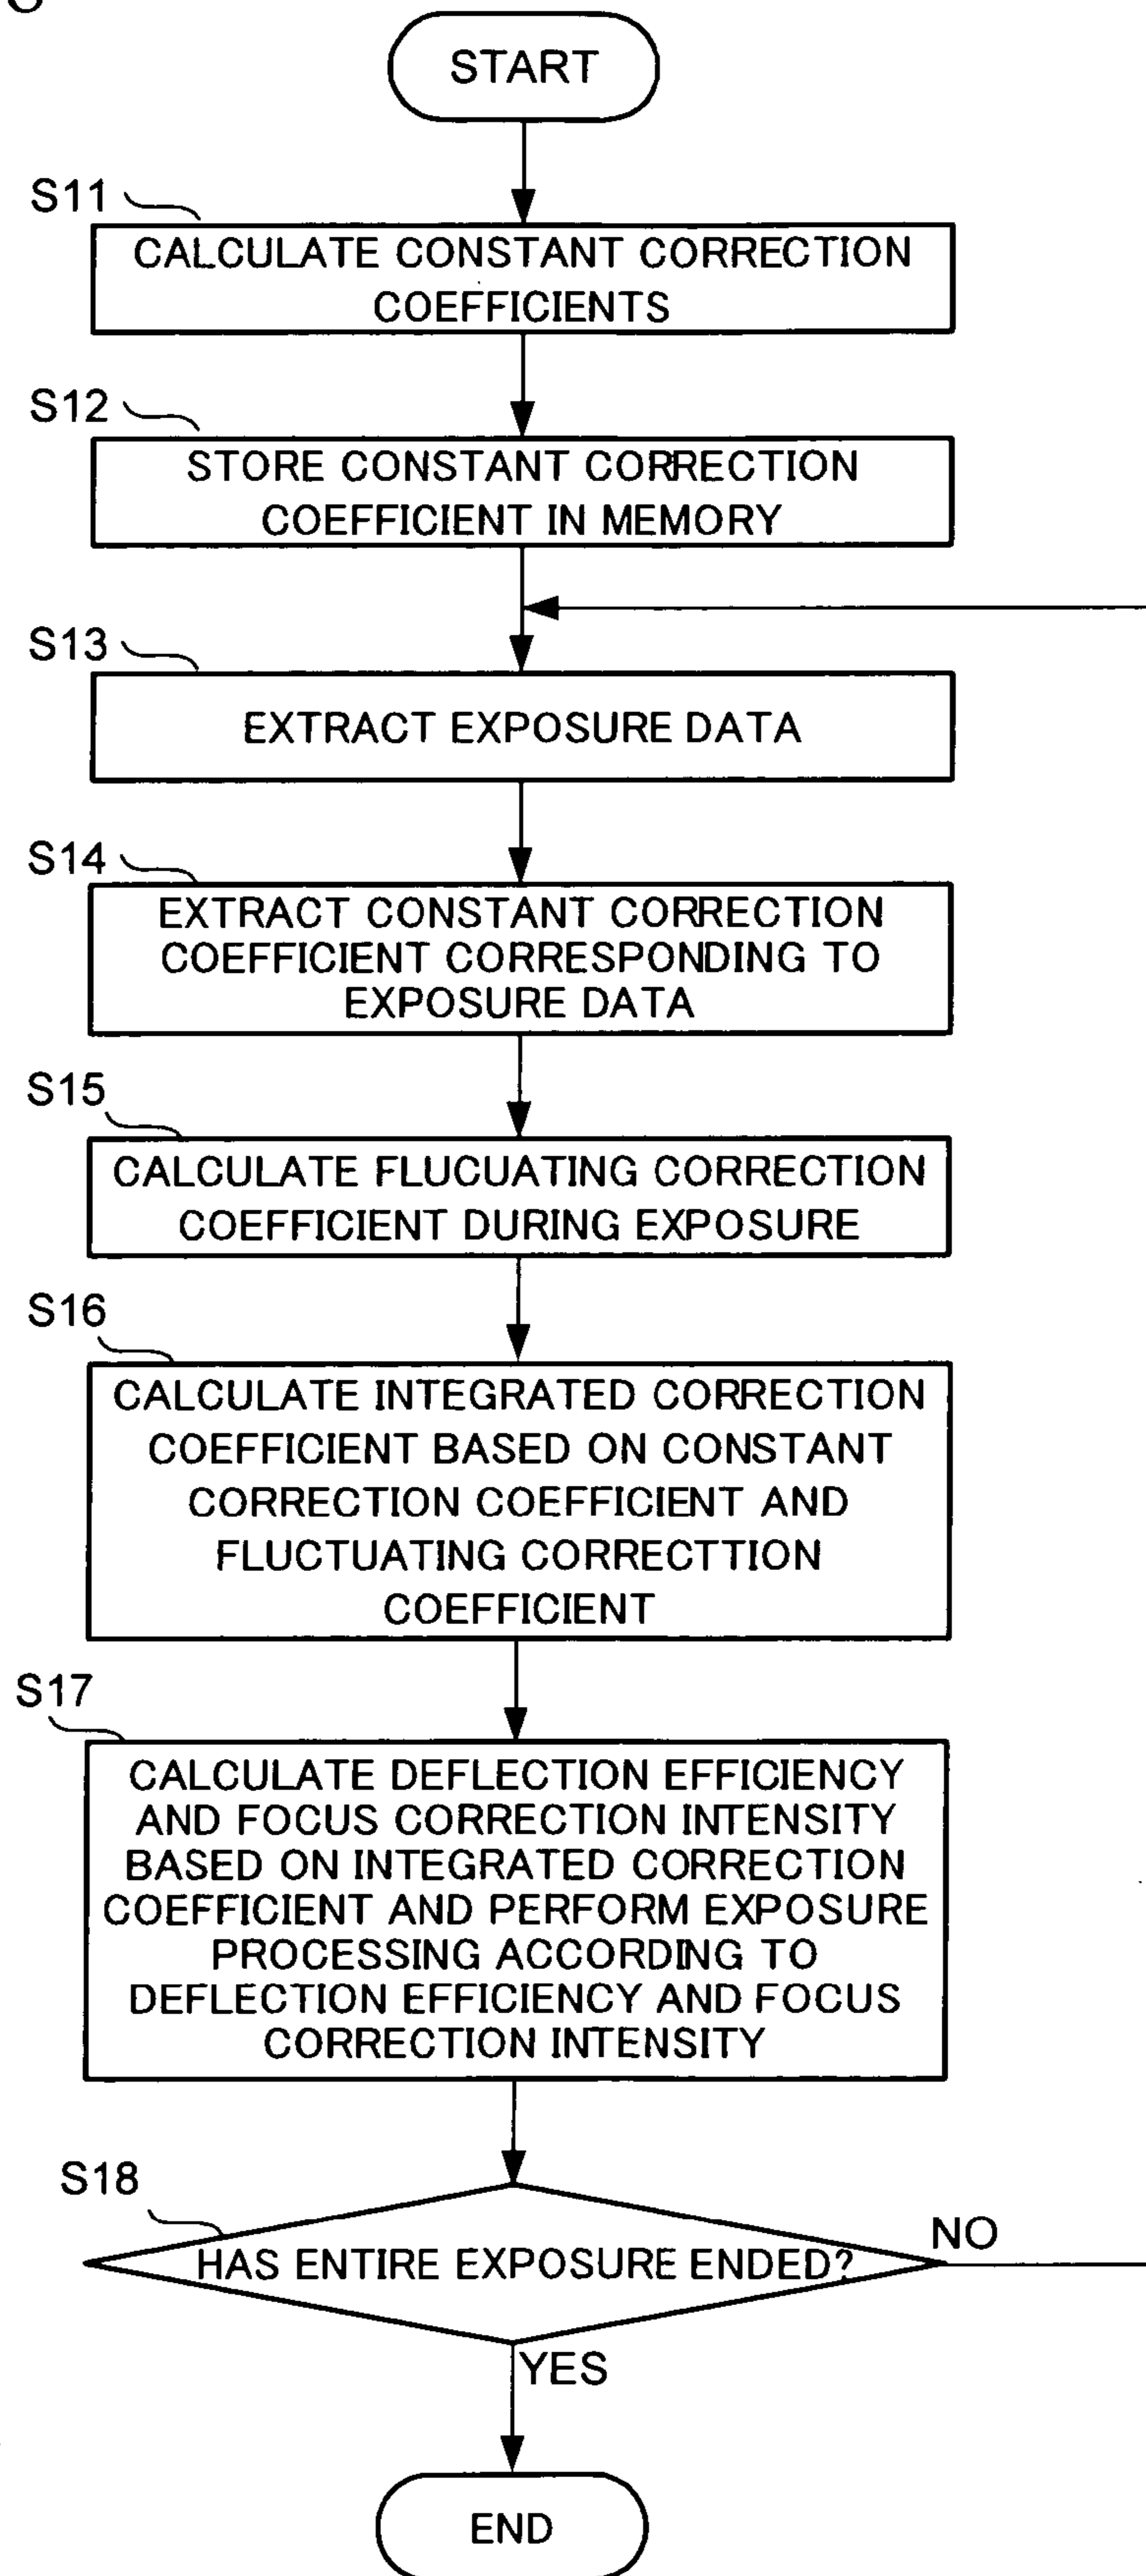 START
S11
CALCULATE CONSTANT CORRECTION
COEFFICIENTS
S12
STORE CONSTANT CORRECTION
COEFFICIENT IN MEMORY
S13
EXTRACT EXPOSURE DATA
S14
EXTRACT CONSTANT CORRECTION
COEFFICIENT CORRESPONDING TO
EXPOSURE DATA
S15
CALCULATE FLUCUATING CORRECTION
COEFFICIENT DURING EXPOSURE
S16
CALCULATE INTEGRATED CORRECTION
COEFFICIENT BASED ON CONSTANT
CORRECTION COEFFICIENT AND
FLUCTUATING CORRECTTION
COEFFICIENT
S17
CALCULATE DEFLECTION EFFICIENCY
AND FOCUS CORRECTION INTENSITY
BASED ON INTEGRATED CORRECTION
COEFFICIENT AND PERFORM EXPOSURE
PROCESSING ACCORDING TO
DEFLECTION EFFICIENCY AND FOCUS
CORRECTION INTENSITY
S18
HAS ENTIRE EXPOSURE ENDED?
NO
YES
END